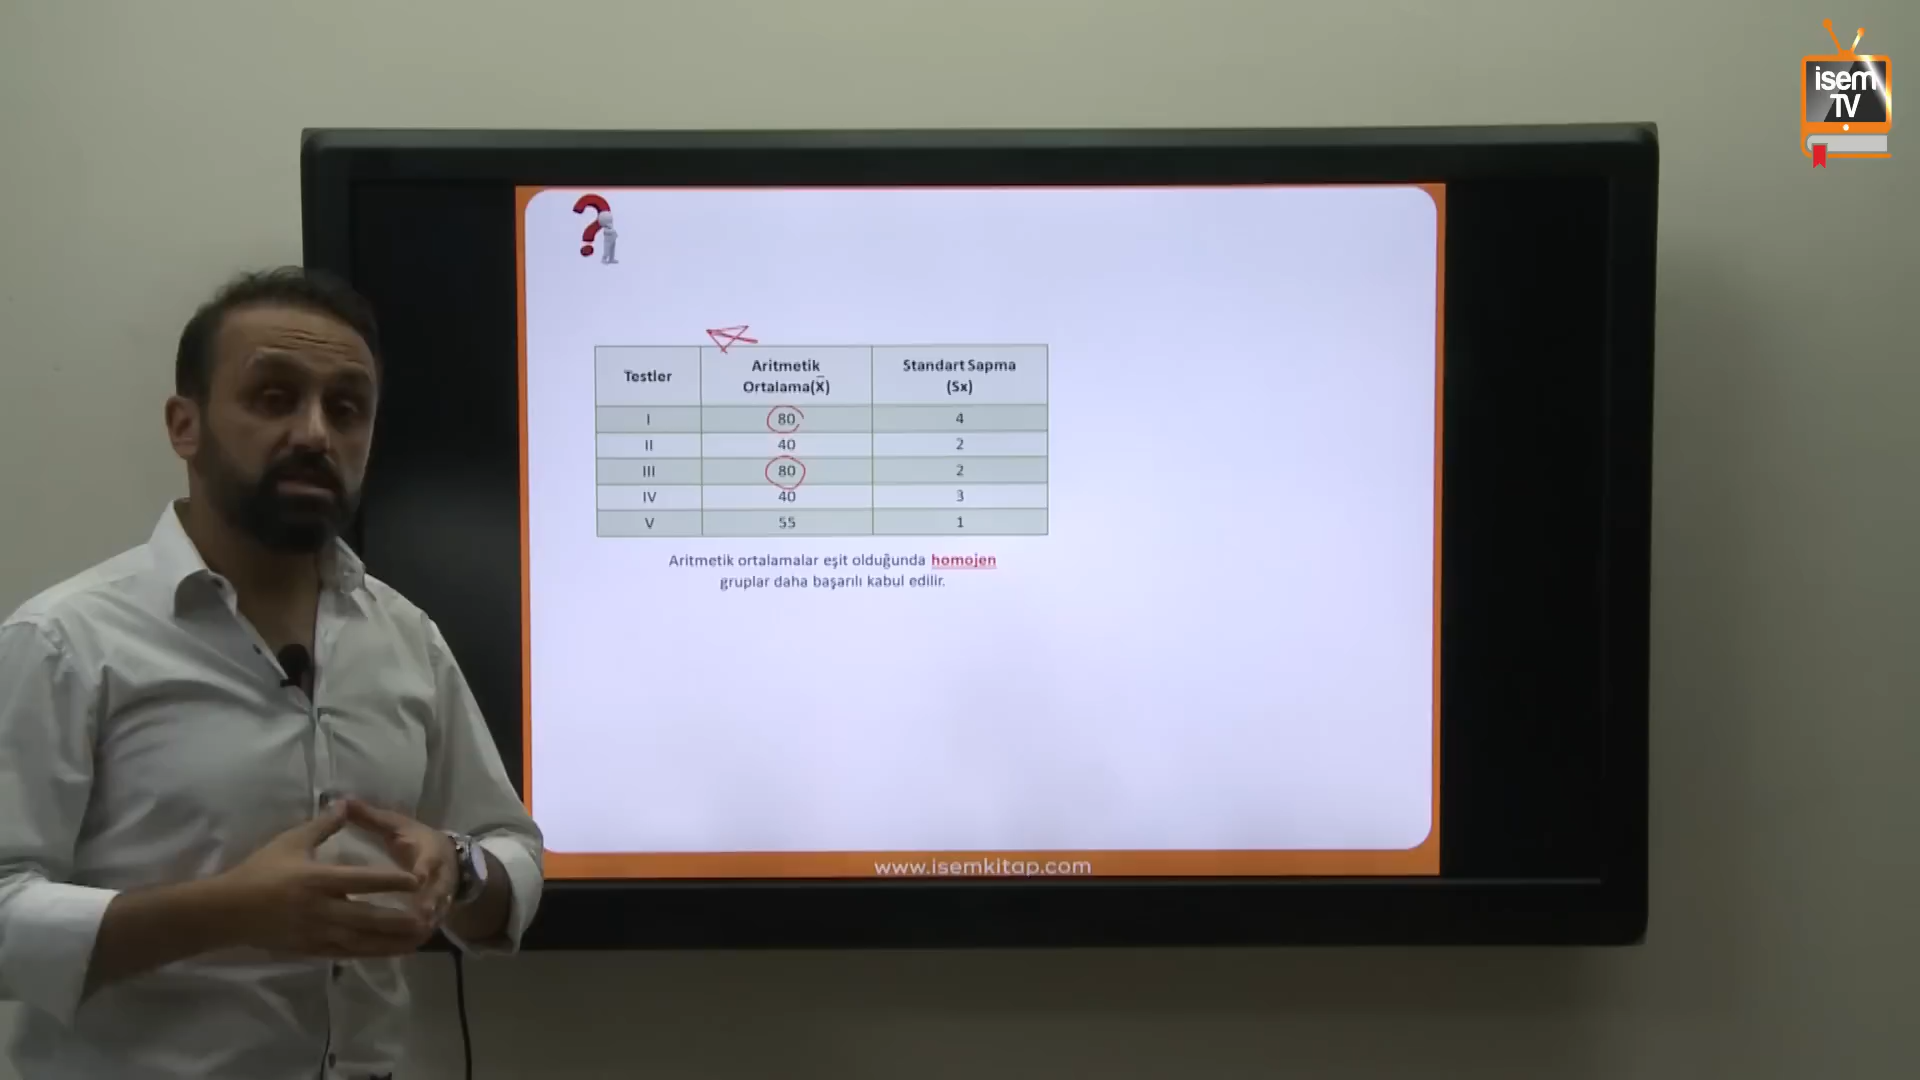 isem
TV
Testler
Aritmetik
Ortalama(X̄)
Standart Sapma
(Sx)
I 80 4
II 40 2
III 80 2
IV 40 3
V 55 1
Aritmetik ortalamalar eşit olduğunda homojen
gruplar daha başarılı kabul edilir.
www.isemkitap.com